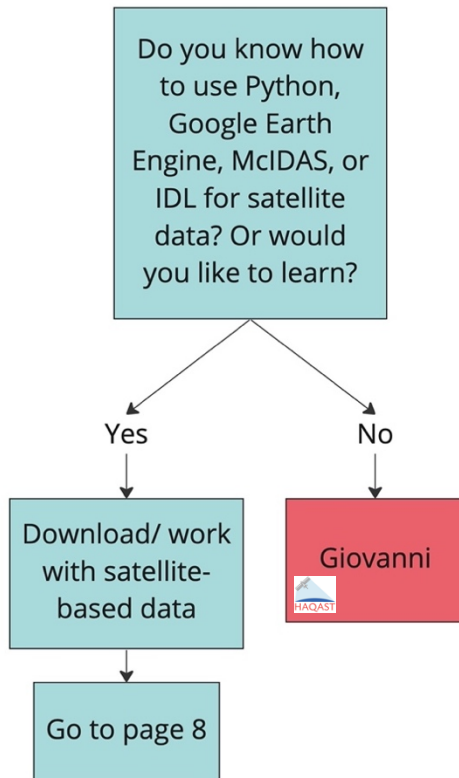 Do you know how
to use Python,
Google Earth
Engine, McIDAS, or
IDL for satellite
data? Or would
you like to learn?
Yes
No
Download/ work
with satellite-
based data
Giovanni
HAQAST
Go to page 8